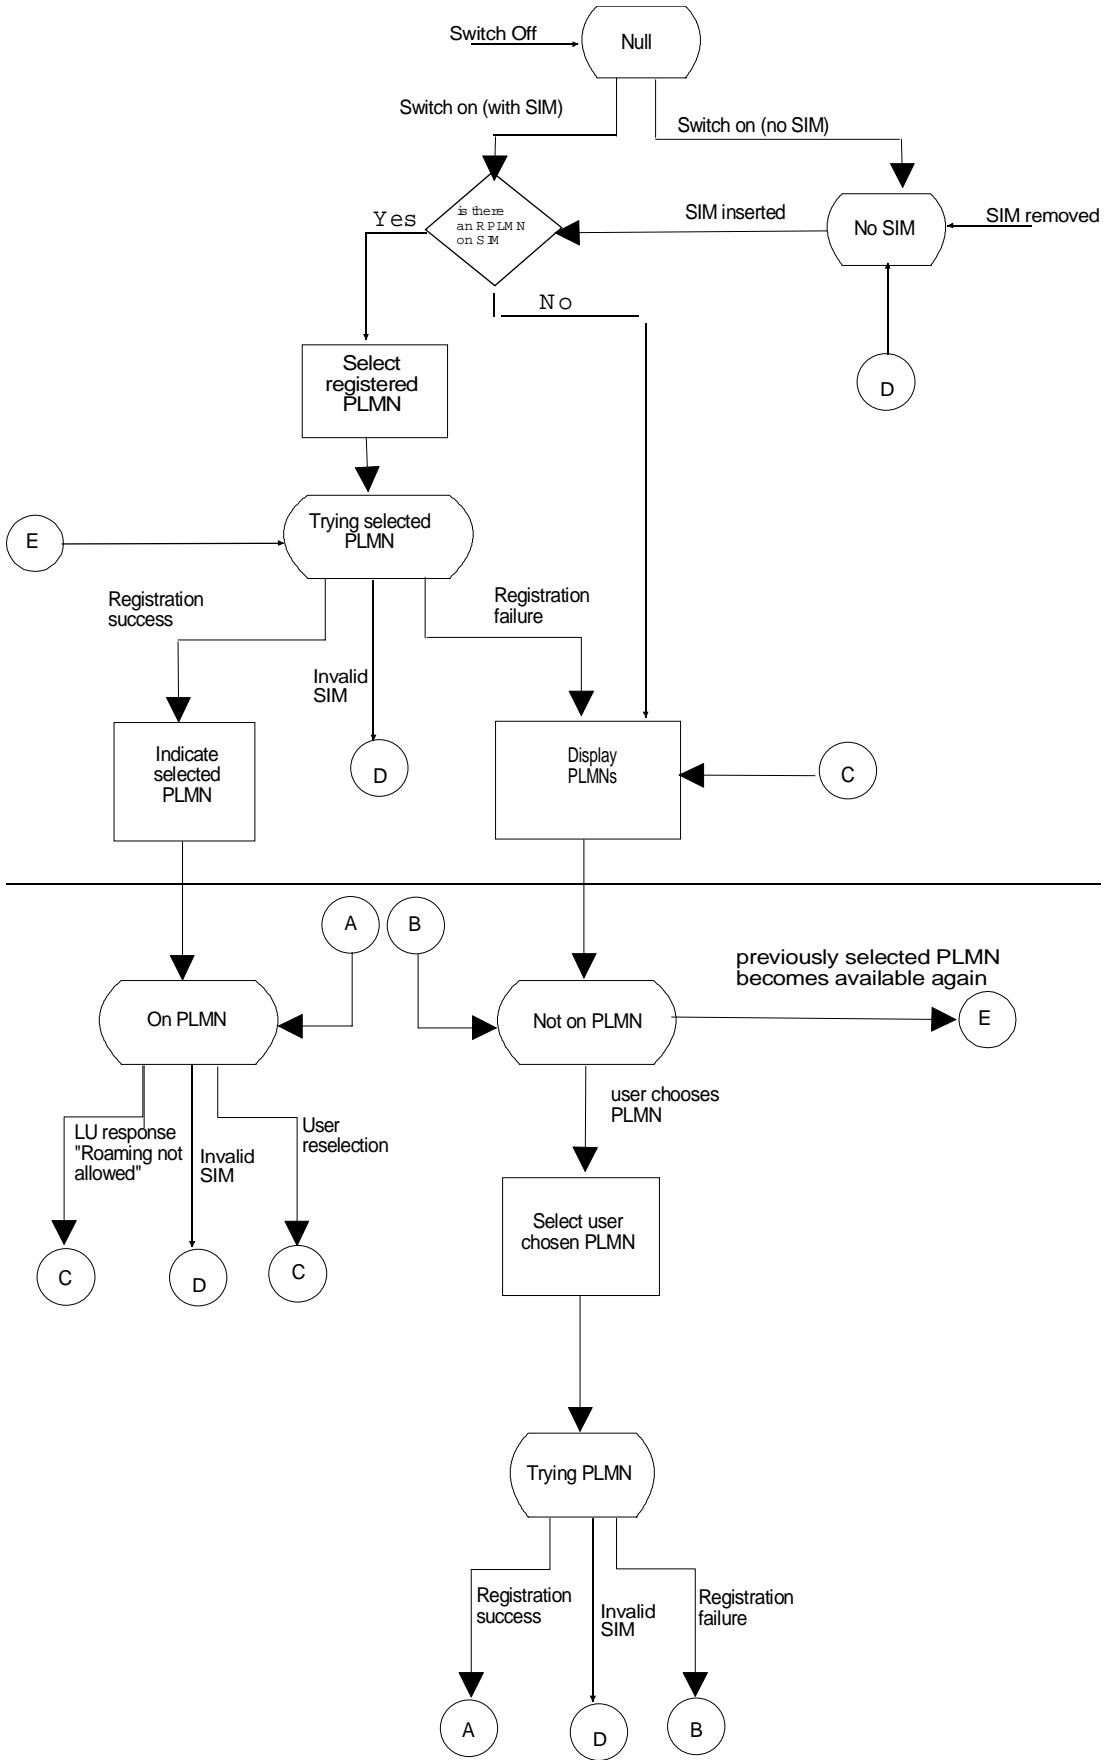 Switch Off
Null
Switch on (with SIM)
Switch on (no SIM)
Yes
is there
an RPLMN
on SIM
SIM inserted
No SIM
SIM removed
No
D
Select
registered
PLMN
E
Trying selected
PLMN
Registration
success
Invalid
SIM
Registration
failure
Indicate
selected
PLMN
D
Display
PLMNs
C
A
B
previously selected PLMN
becomes available again
On PLMN
Not on PLMN
E
LU response
"Roaming not
allowed"
Invalid
SIM
User
reselection
user chooses
PLMN
C
D
C
Select user
chosen PLMN
Trying PLMN
Registration
success
Invalid
SIM
Registration
failure
A
D
B